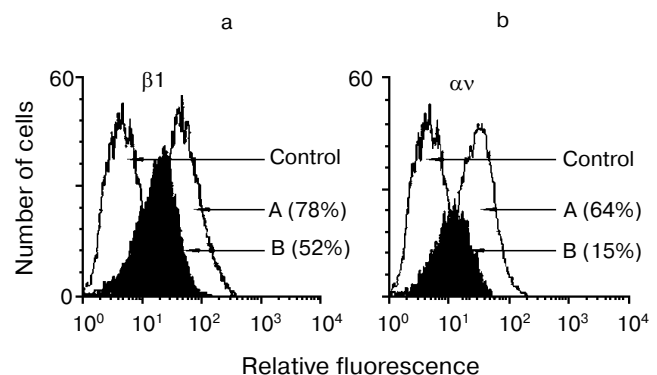 a
b
β1
αν
60
60
Number of cells
Control
Control
A (78%)
A (64%)
B (52%)
B (15%)
0
0
10⁰ 10¹ 10² 10³ 10⁴
10⁰ 10¹ 10² 10³ 10⁴
Relative fluorescence